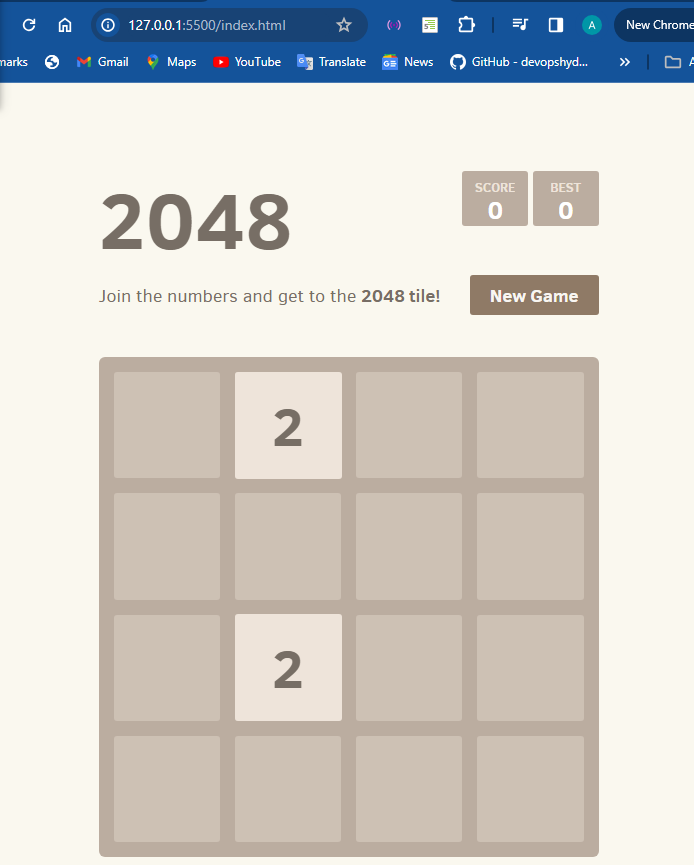 127.0.0.1:5500/index.html
A
New Chrome
marks
Gmail
Maps
YouTube
Translate
News
GitHub - devopshyd...
»
2048
SCORE
0
BEST
0
Join the numbers and get to the 2048 tile!
New Game
2
2